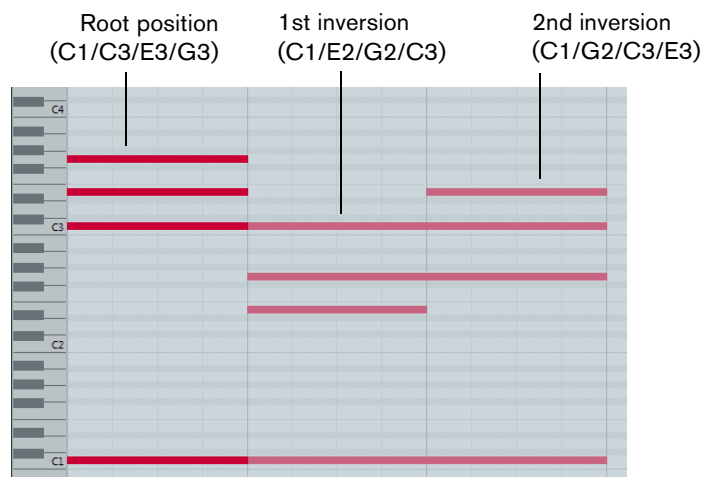 Root position
(C1/C3/E3/G3)
1st inversion
(C1/E2/G2/C3)
2nd inversion
(C1/G2/C3/E3)
C4
C3
C2
C1